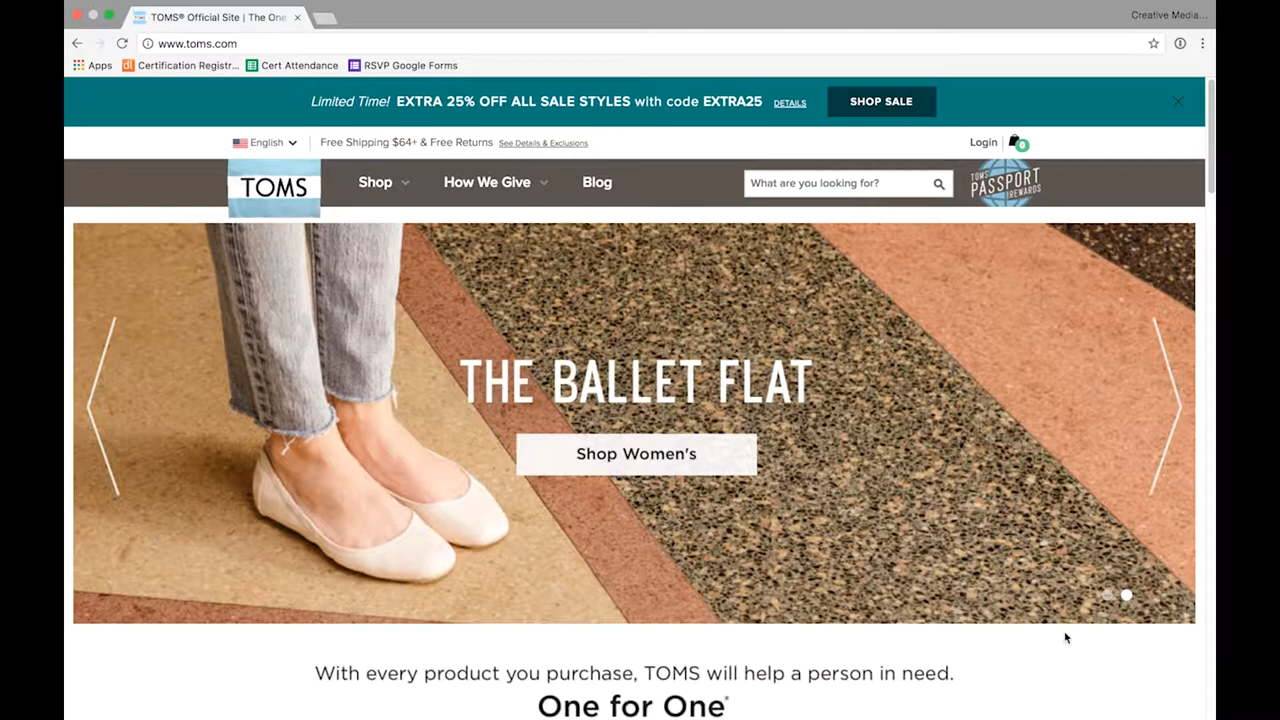 TOMS® Official Site | The One
Creative Media...
www.toms.com
Apps Certification Registr... Cert Attendance RSVP Google Forms
Limited Time! EXTRA 25% OFF ALL SALE STYLES with code EXTRA25 DETAILS SHOP SALE
English Free Shipping $64+ & Free Returns See Details & Exclusions Login 0
TOMS Shop How We Give Blog What are you looking for? TOMS' PASSPORT REWARDS
THE BALLET FLAT
Shop Women's
With every product you purchase, TOMS will help a person in need.
One for One®